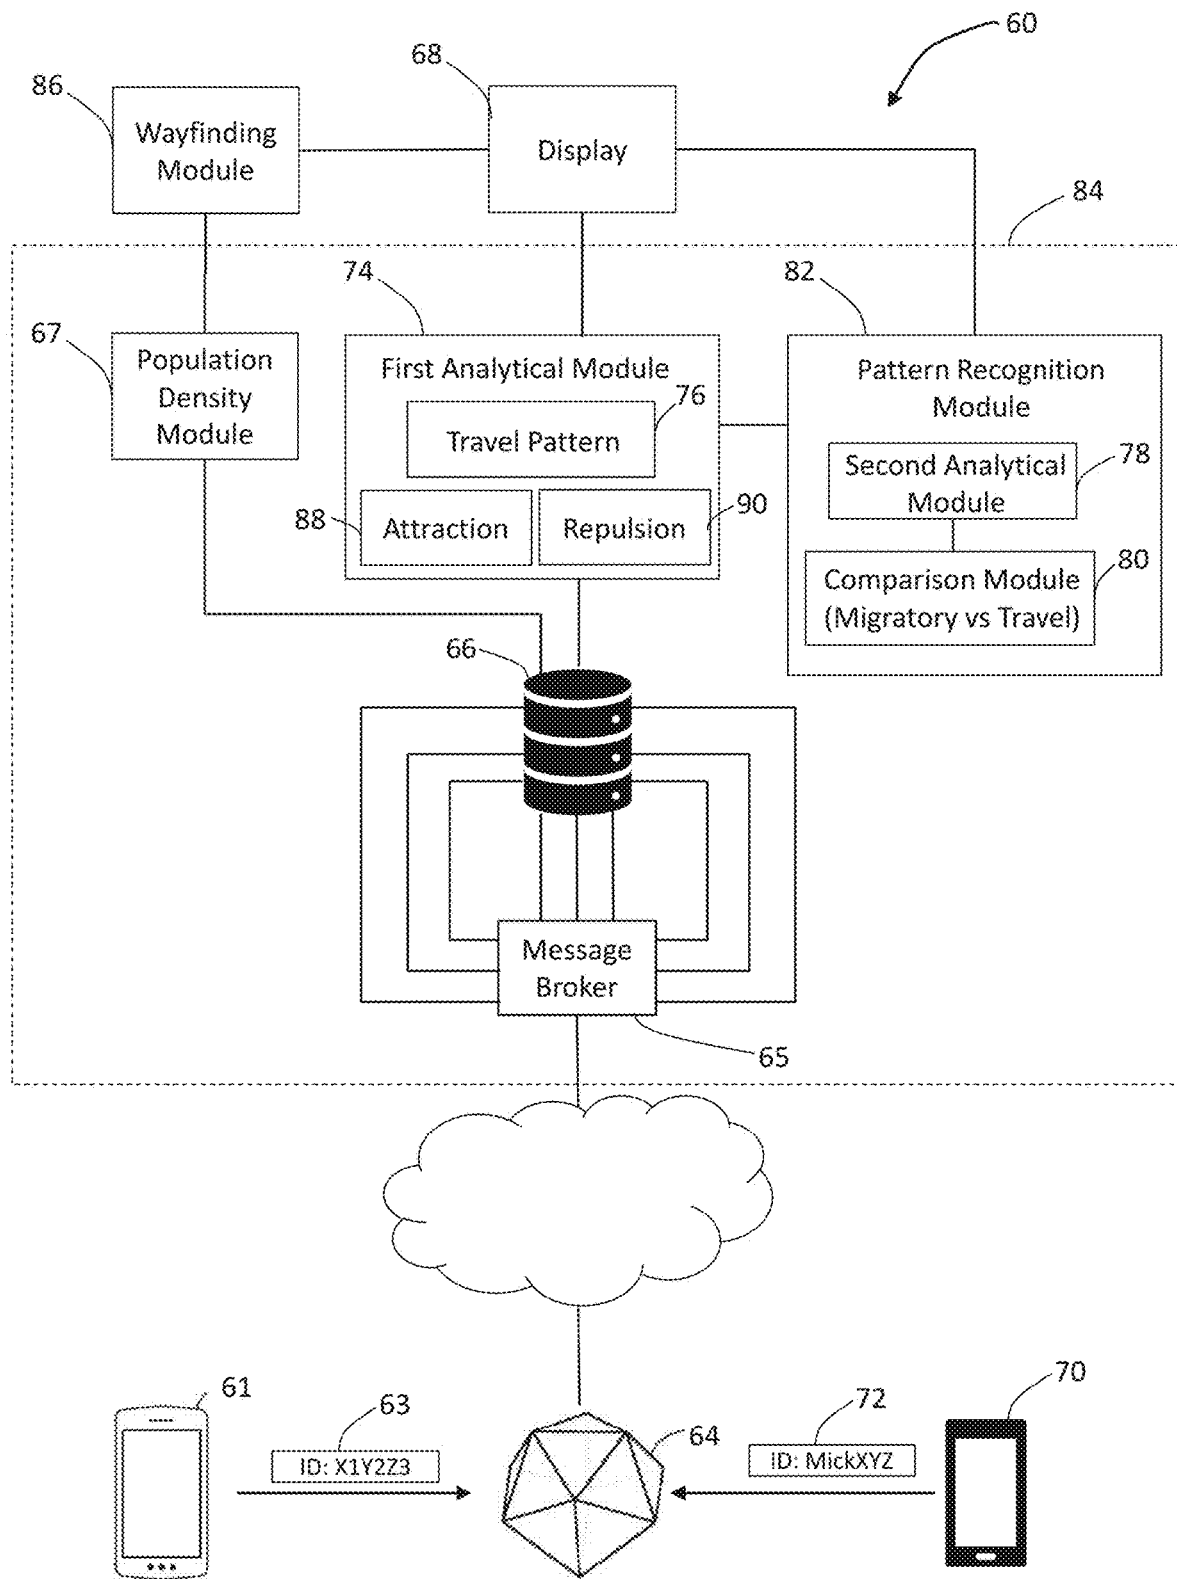 60
68
86
Wayfinding
Module
Display
84
74
82
67
Population
Density
Module
First Analytical Module
76
Travel Pattern
88
Attraction
90
Repulsion
Pattern Recognition
Module
Second Analytical
Module
78
80
Comparison Module
(Migratory vs Travel)
66
Message
Broker
65
61
63
ID: X1Y2Z3
64
72
ID: MickXYZ
70